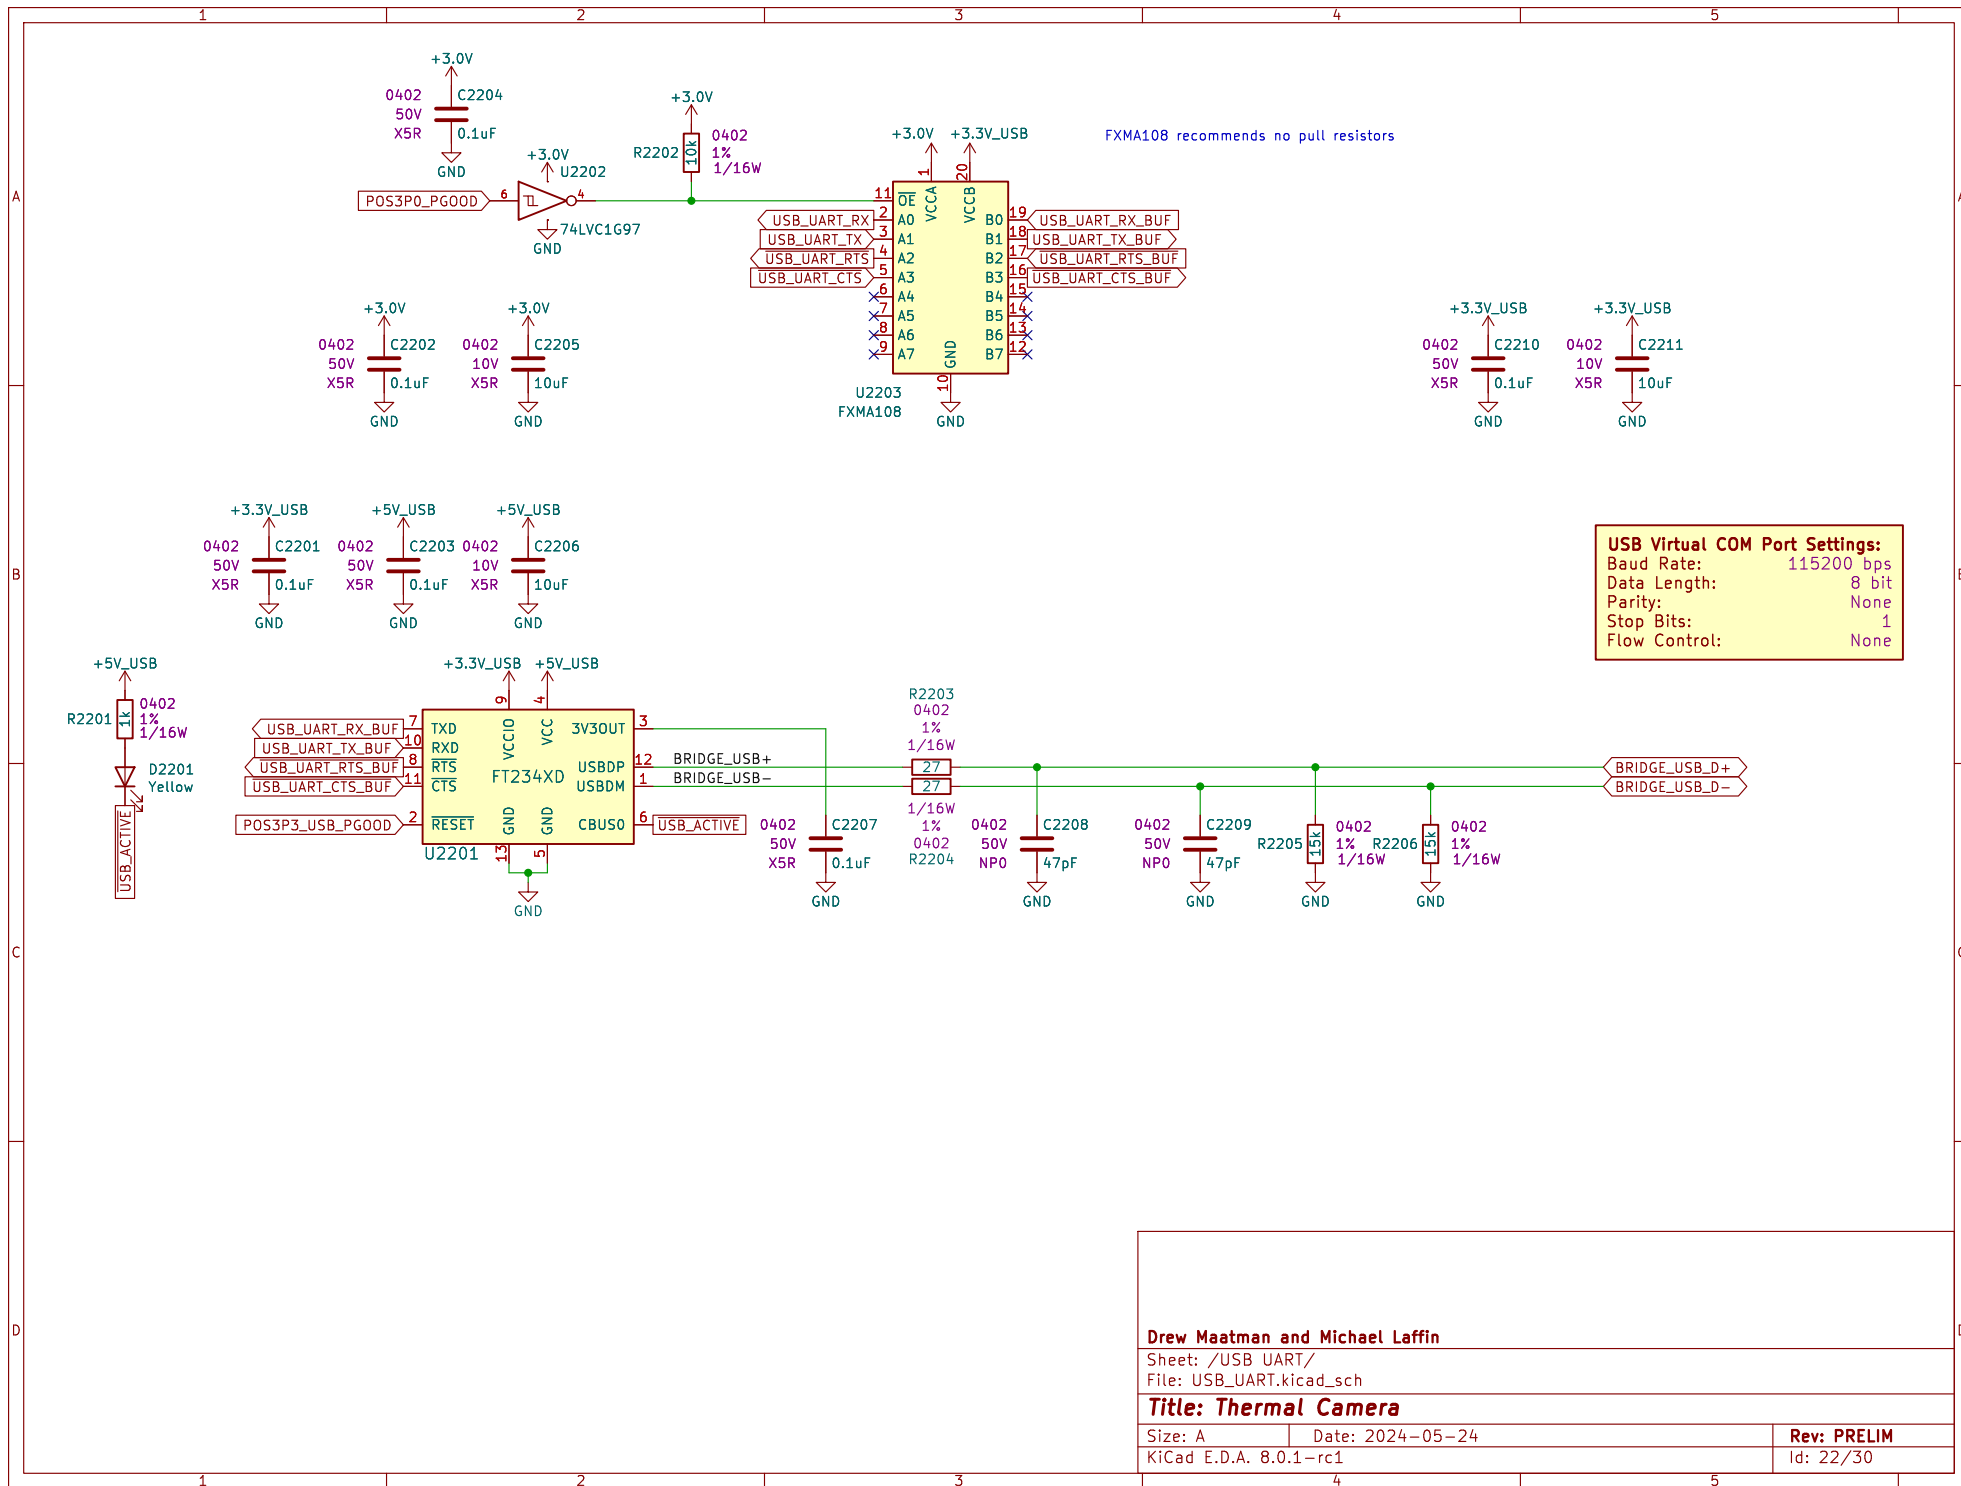 1 2 3 4 5
A
B
C
D
+3.0V
0402 C2204
50V
X5R 0.1uF
GND
+3.0V
R2202 10k
0402
1%
1/16W
+3.0V
U2202
POS3P0_PGOOD 6 4
74LVC1G97
GND
+3.0V +3.3V_USB
FXMA108 recommends no pull resistors
1 20
VCCA VCCB
11 OE
USB_UART_RX 2 A0 B0 19 USB_UART_RX_BUF
USB_UART_TX 3 A1 B1 18 USB_UART_TX_BUF
USB_UART_RTS 4 A2 B2 17 USB_UART_RTS_BUF
USB_UART_CTS 5 A3 B3 16 USB_UART_CTS_BUF
6 A4 B4 15
7 A5 B5 14
8 A6 B6 13
9 A7 B7 12
GND
10
U2203
FXMA108
GND
+3.0V
0402 C2202
50V
X5R 0.1uF
GND
+3.0V
0402 C2205
10V
X5R 10uF
GND
+3.3V_USB
0402 C2210
50V
X5R 0.1uF
GND
+3.3V_USB
0402 C2211
10V
X5R 10uF
GND
+3.3V_USB
0402 C2201
50V
X5R 0.1uF
GND
+5V_USB
0402 C2203
50V
X5R 0.1uF
GND
+5V_USB
0402 C2206
10V
X5R 10uF
GND
USB Virtual COM Port Settings:
Baud Rate: 115200 bps
Data Length: 8 bit
Parity: None
Stop Bits: 1
Flow Control: None
+5V_USB
R2201 1k
0402
1%
1/16W
D2201
Yellow
USB_ACTIVE
+3.3V_USB +5V_USB
9 4
VCCIO VCC
USB_UART_RX_BUF 7 TXD 3V3OUT 3
USB_UART_TX_BUF 10 RXD
USB_UART_RTS_BUF 8 RTS USBDP 12 BRIDGE_USB+
FT234XD
USB_UART_CTS_BUF 11 CTS USBDM 1 BRIDGE_USB-
POS3P3_USB_PGOOD 2 RESET CBUS0 6 USB_ACTIVE
GND GND
U2201 13 5
GND
R2203
0402
1%
1/16W
27
27
1/16W
1%
0402
R2204
BRIDGE_USB_D+
BRIDGE_USB_D-
0402 C2207
50V
X5R 0.1uF
GND
0402 C2208
50V
NP0 47pF
GND
0402 C2209
50V
NP0 47pF
GND
R2205 15k
0402
1%
1/16W
GND
R2206 15k
0402
1%
1/16W
GND
Drew Maatman and Michael Laffin
Sheet: /USB UART/
File: USB_UART.kicad_sch
Title: Thermal Camera
Size: A Date: 2024-05-24 Rev: PRELIM
KiCad E.D.A. 8.0.1-rc1 Id: 22/30
1 2 3 4 5